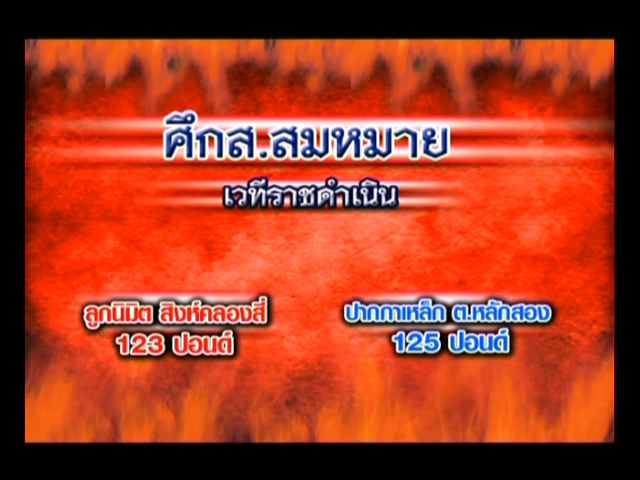 ศึกส.สมหมาย
เวทีราชดำเนิน
ลูกนิมิต สิงห์คลองสี่
123 ปอนด์
ปากกาเหล็ก ต.หลักสอง
125 ปอนด์